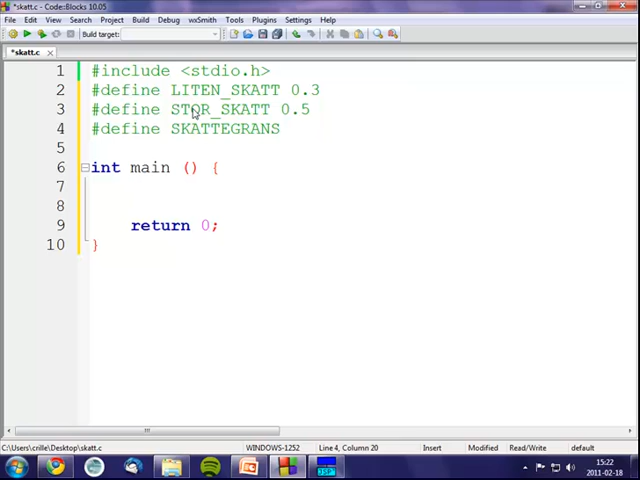 *skatt.c - Code::Blocks 10.05
File Edit View Search Project Build Debug wxSmith Tools Plugins Settings Help
Build target:
*skatt.c
1 #include <stdio.h>
2 #define LITEN_SKATT 0.3
3 #define STOR_SKATT 0.5
4 #define SKATTEGRANS
5
6 int main () {
7
8
9 return 0;
10 }
C:\Users\crille\Desktop\skatt.c WINDOWS-1252 Line 4, Column 20 Insert Modified Read/Write default
15:22
2011-02-18